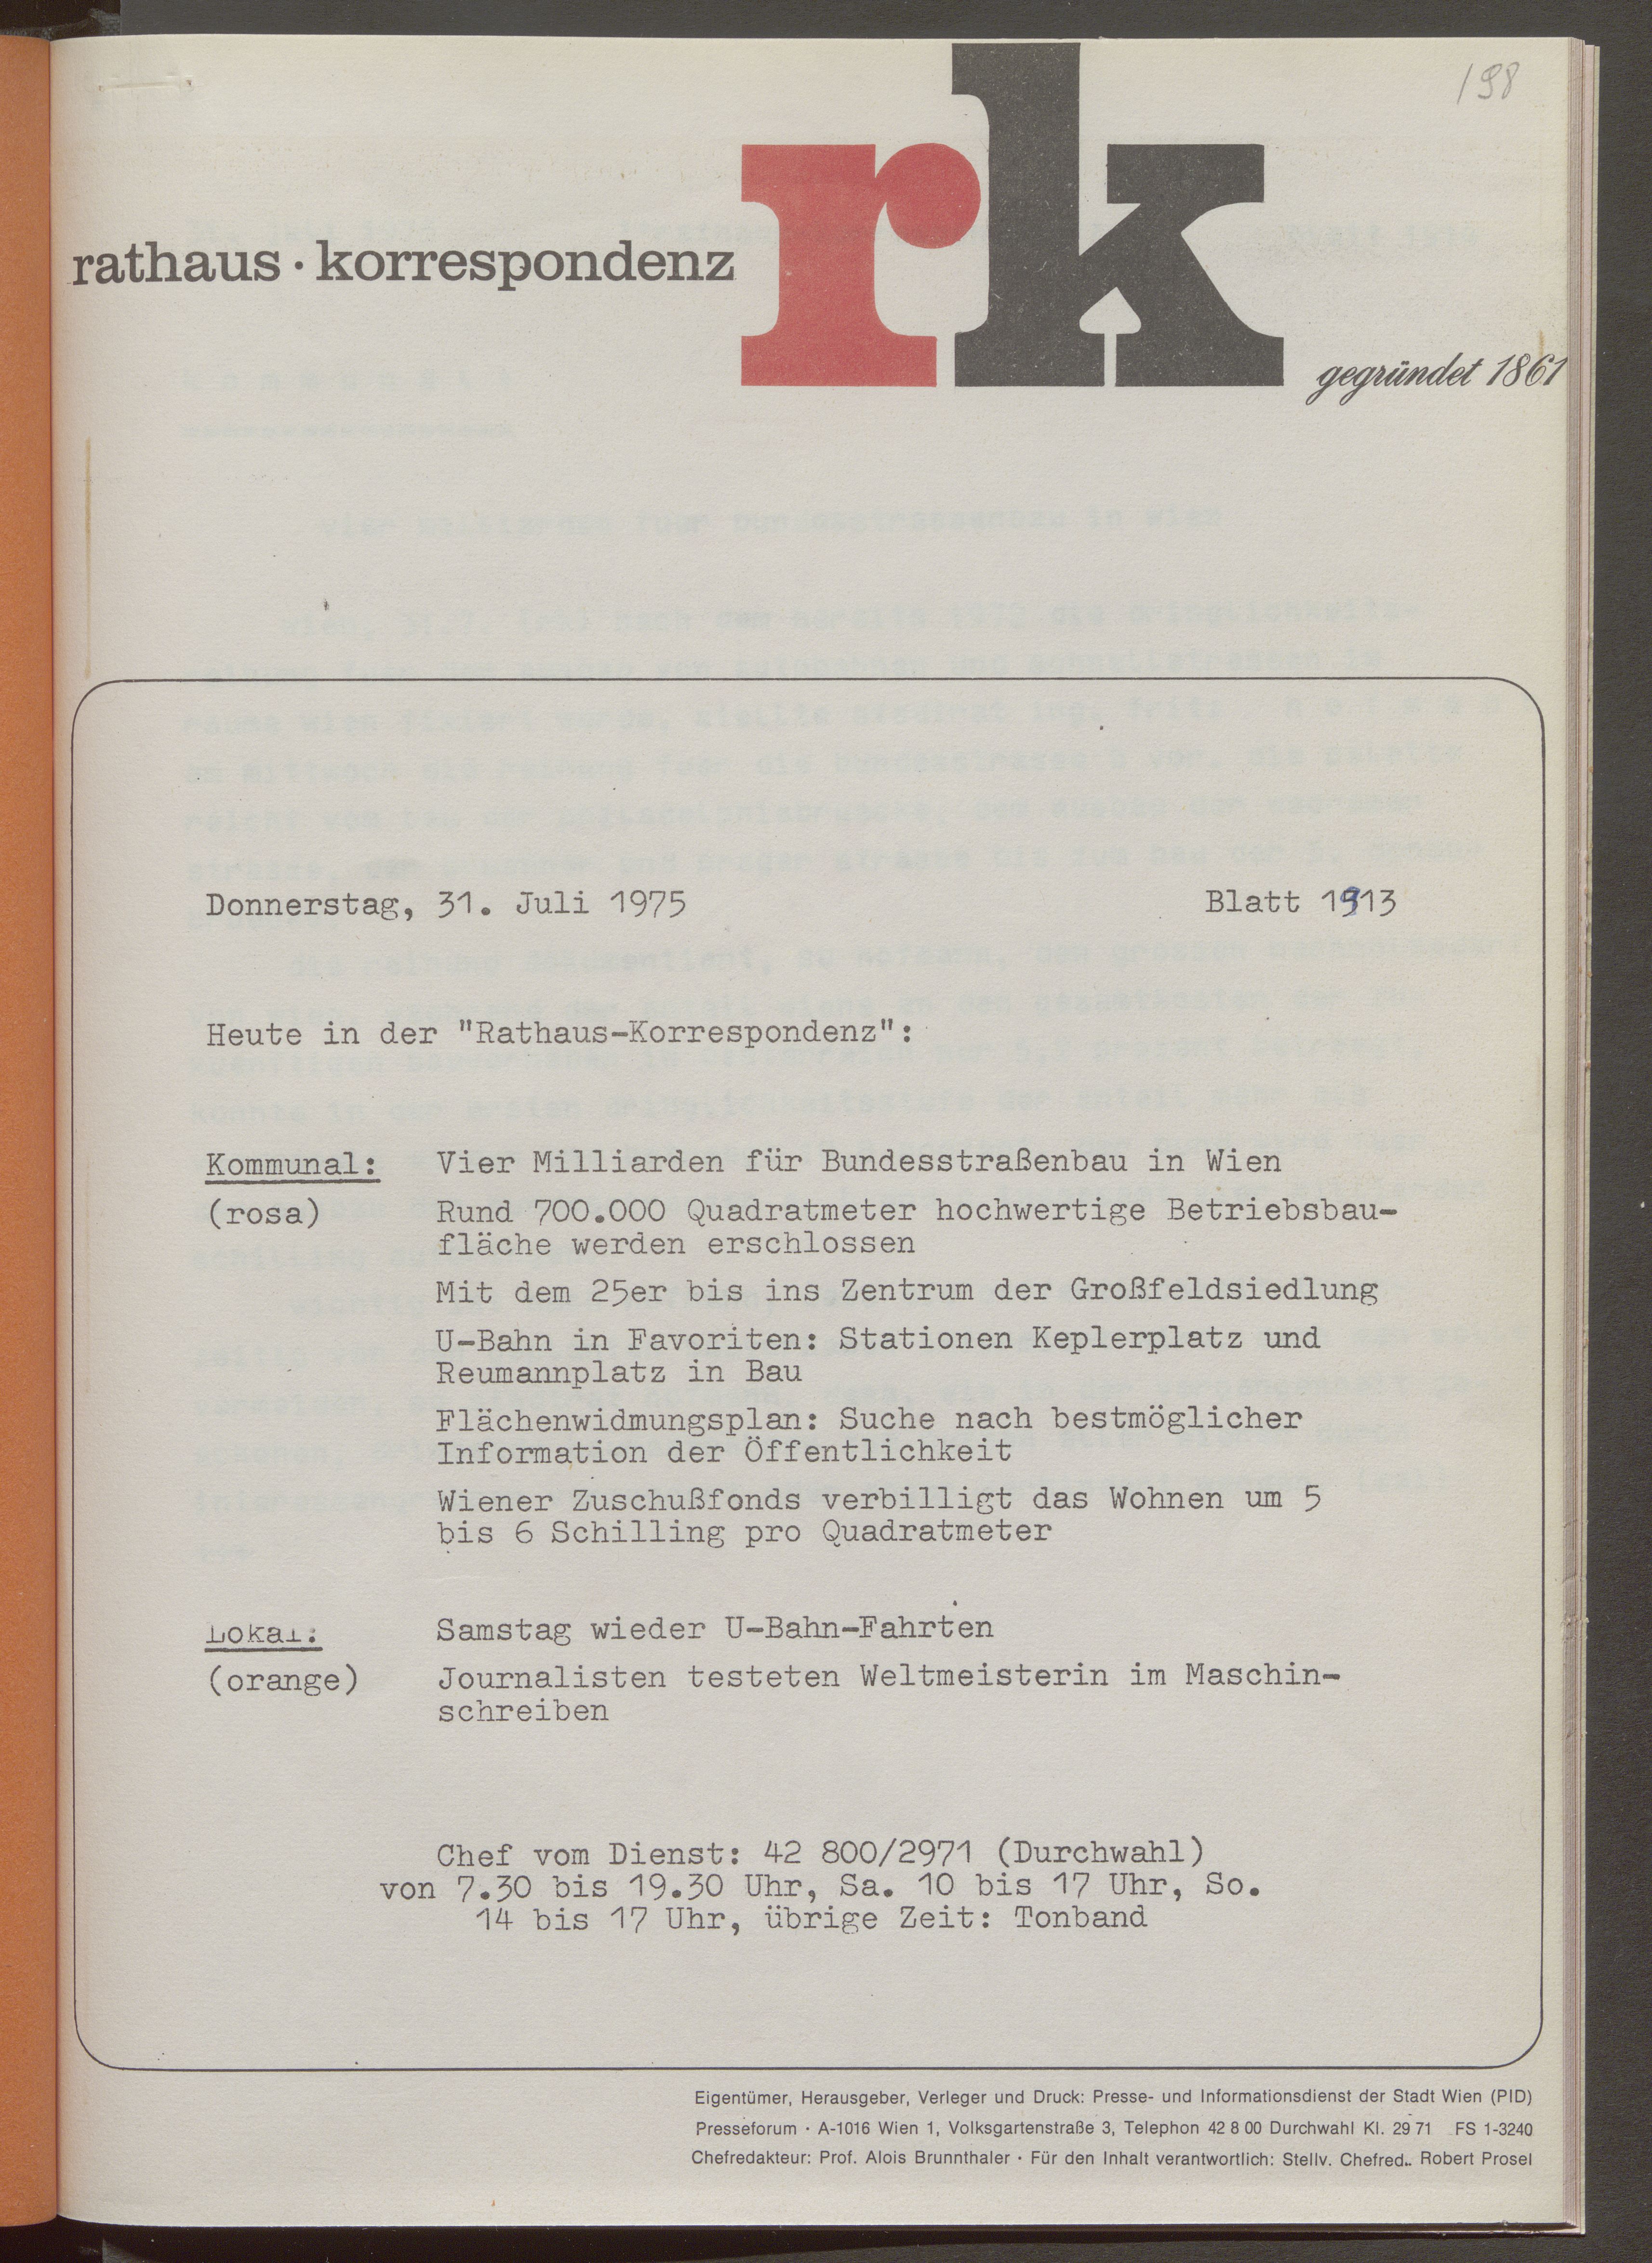 198
rk
rathaus · korrespondenz
gegründet 1861
Donnerstag, 31. Juli 1975 Blatt 1913
Heute in der "Rathaus-Korrespondenz":
Kommunal: Vier Milliarden für Bundesstraßenbau in Wien
(rosa) Rund 700.000 Quadratmeter hochwertige Betriebsbau-
fläche werden erschlossen
Mit dem 25er bis ins Zentrum der Großfeldsiedlung
U-Bahn in Favoriten: Stationen Keplerplatz und
Reumannplatz in Bau
Flächenwidmungsplan: Suche nach bestmöglicher
Information der Öffentlichkeit
Wiener Zuschußfonds verbilligt das Wohnen um 5
bis 6 Schilling pro Quadratmeter
Lokal: Samstag wieder U-Bahn-Fahrten
(orange) Journalisten testeten Weltmeisterin im Maschin-
schreiben
Chef vom Dienst: 42 800/2971 (Durchwahl)
von 7.30 bis 19.30 Uhr, Sa. 10 bis 17 Uhr, So.
14 bis 17 Uhr, übrige Zeit: Tonband
Eigentümer, Herausgeber, Verleger und Druck: Presse- und Informationsdienst der Stadt Wien (PID)
Presseforum · A-1016 Wien 1, Volksgartenstraße 3, Telephon 42 8 00 Durchwahl Kl. 29 71 FS 1-3240
Chefredakteur: Prof. Alois Brunnthaler · Für den Inhalt verantwortlich: Stellv. Chefred.. Robert Prosel